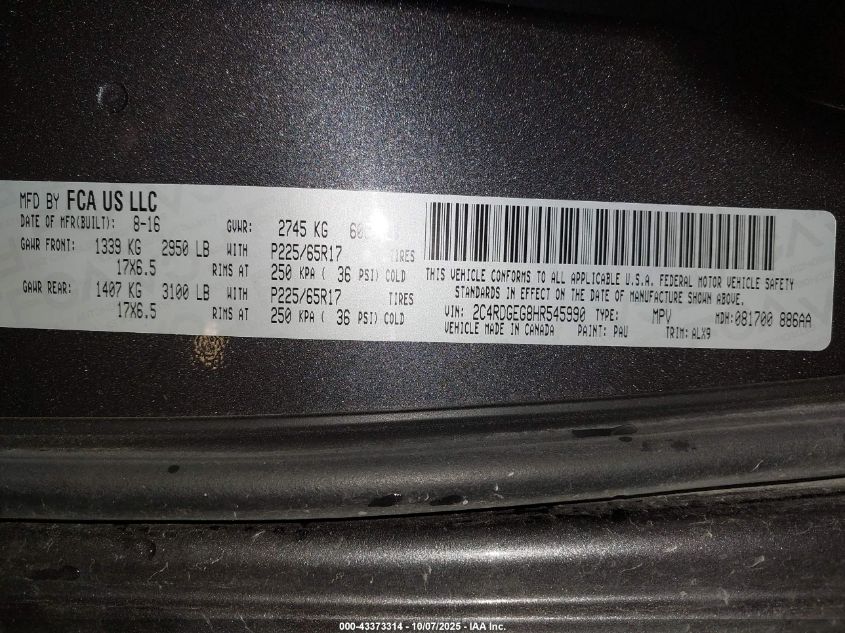 MFD BY FCA US LLC
DATE OF MFR(BUILT): 8-16 GVWR: 2745 KG
GAWR FRONT: 1339 KG 2950 LB WITH P225/65R17 TIRES
17X6.5 RIMS AT 250 KPA ( 36 PSI) COLD
GAWR REAR: 1407 KG 3100 LB WITH P225/65R17 TIRES
17X6.5 RIMS AT 250 KPA ( 36 PSI) COLD
THIS VEHICLE CONFORMS TO ALL APPLICABLE U.S.A. FEDERAL MOTOR VEHICLE SAFETY
STANDARDS IN EFFECT ON THE DATE OF MANUFACTURE SHOWN ABOVE.
VIN: 2C4RDGEG8HR545990 TYPE: MPV MDH: 081700 886AA
VEHICLE MADE IN CANADA PAINT: PAU TRIM: ALX9
000-43373314 - 10/07/2025 - IAA Inc.